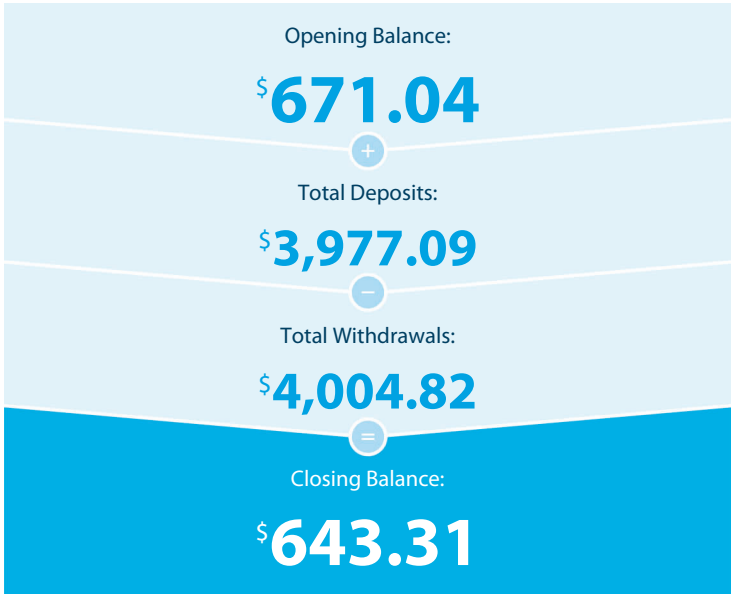 Opening Balance:
$671.04
+
Total Deposits:
$3,977.09
−
Total Withdrawals:
$4,004.82
=
Closing Balance:
$643.31